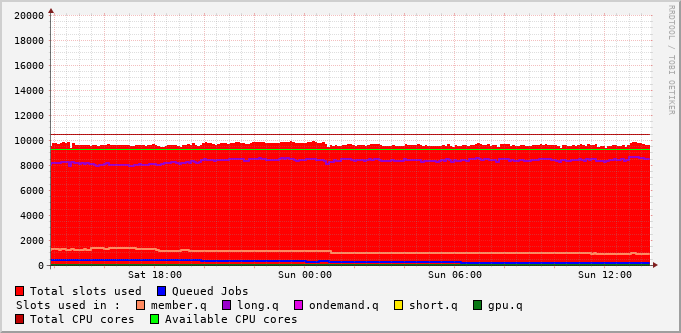 20000
18000
16000
14000
12000
10000
8000
6000
4000
2000
0
Sat 18:00 Sun 00:00 Sun 06:00 Sun 12:00
Total slots used Queued Jobs
Slots used in : member.q long.q ondemand.q short.q gpu.q
Total CPU cores Available CPU cores
RRDTOOL / TOBI OETIKER